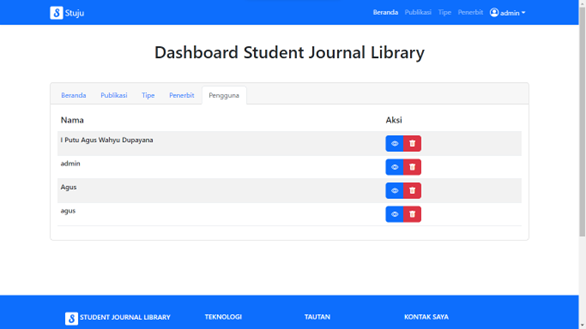 S Stuju Beranda Publikasi Tipe Penerbit admin
Dashboard Student Journal Library
Beranda Publikasi Tipe Penerbit Pengguna
Nama Aksi
I Putu Agus Wahyu Dupayana
admin
Agus
agus
S STUDENT JOURNAL LIBRARY TEKNOLOGI TAUTAN KONTAK SAYA